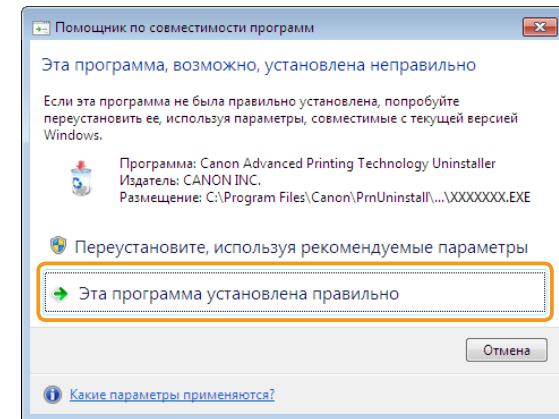 Помощник по совместимости программ
Эта программа, возможно, установлена неправильно
Если эта программа не была правильно установлена, попробуйте
переустановить ее, используя параметры, совместимые с текущей версией
Windows.
Программа: Canon Advanced Printing Technology Uninstaller
Издатель: CANON INC.
Размещение: C:\Program Files\Canon\PrnUninstall\...\XXXXXXX.EXE
Переустановите, используя рекомендуемые параметры
Эта программа установлена правильно
Отмена
Какие параметры применяются?